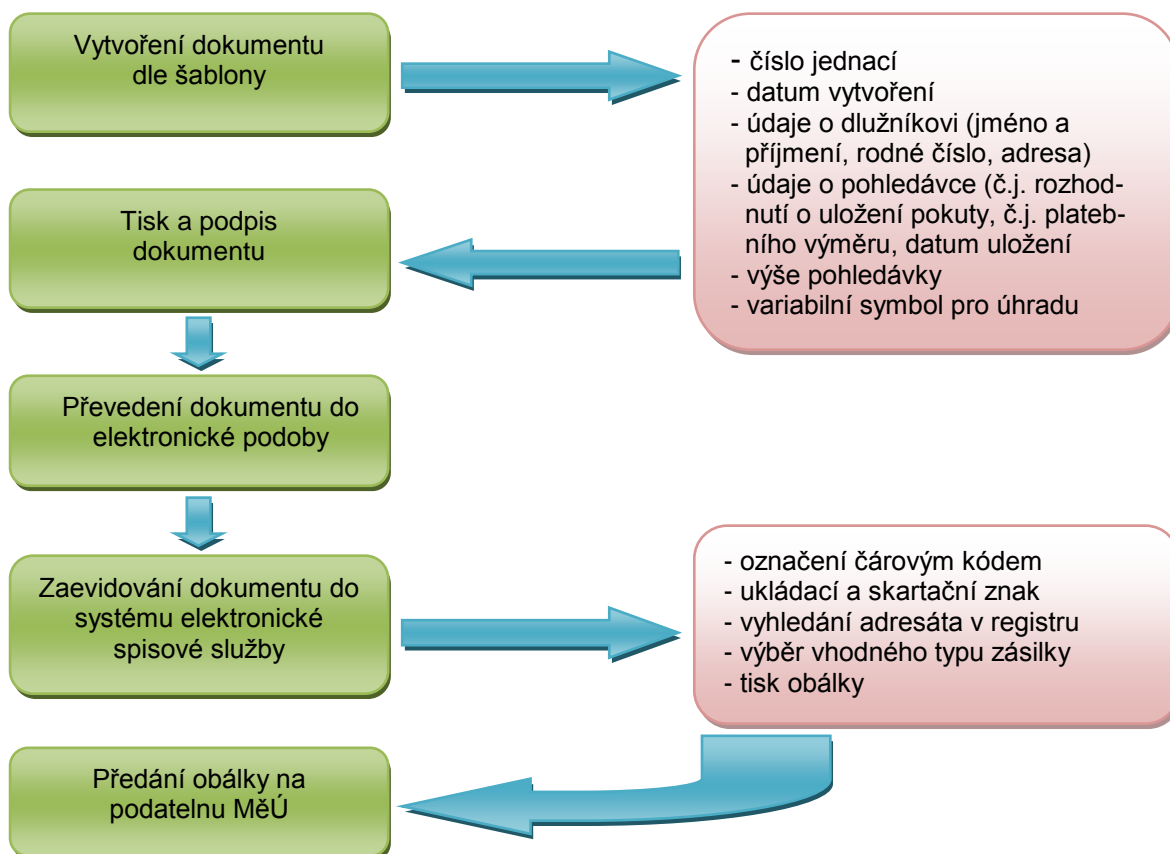 Vytvoření dokumentu
dle šablony
- číslo jednací
- datum vytvoření
- údaje o dlužníkovi (jméno a
příjmení, rodné číslo, adresa)
- údaje o pohledávce (č.j. rozhod-
nutí o uložení pokuty, č.j. plateb-
ního výměru, datum uložení
- výše pohledávky
- variabilní symbol pro úhradu
Tisk a podpis
dokumentu
Převedení dokumentu do
elektronické podoby
Zaevidování dokumentu do
systému elektronické
spisové služby
- označení čárovým kódem
- ukládací a skartační znak
- vyhledání adresáta v registru
- výběr vhodného typu zásilky
- tisk obálky
Předání obálky na
podatelnu MěÚ